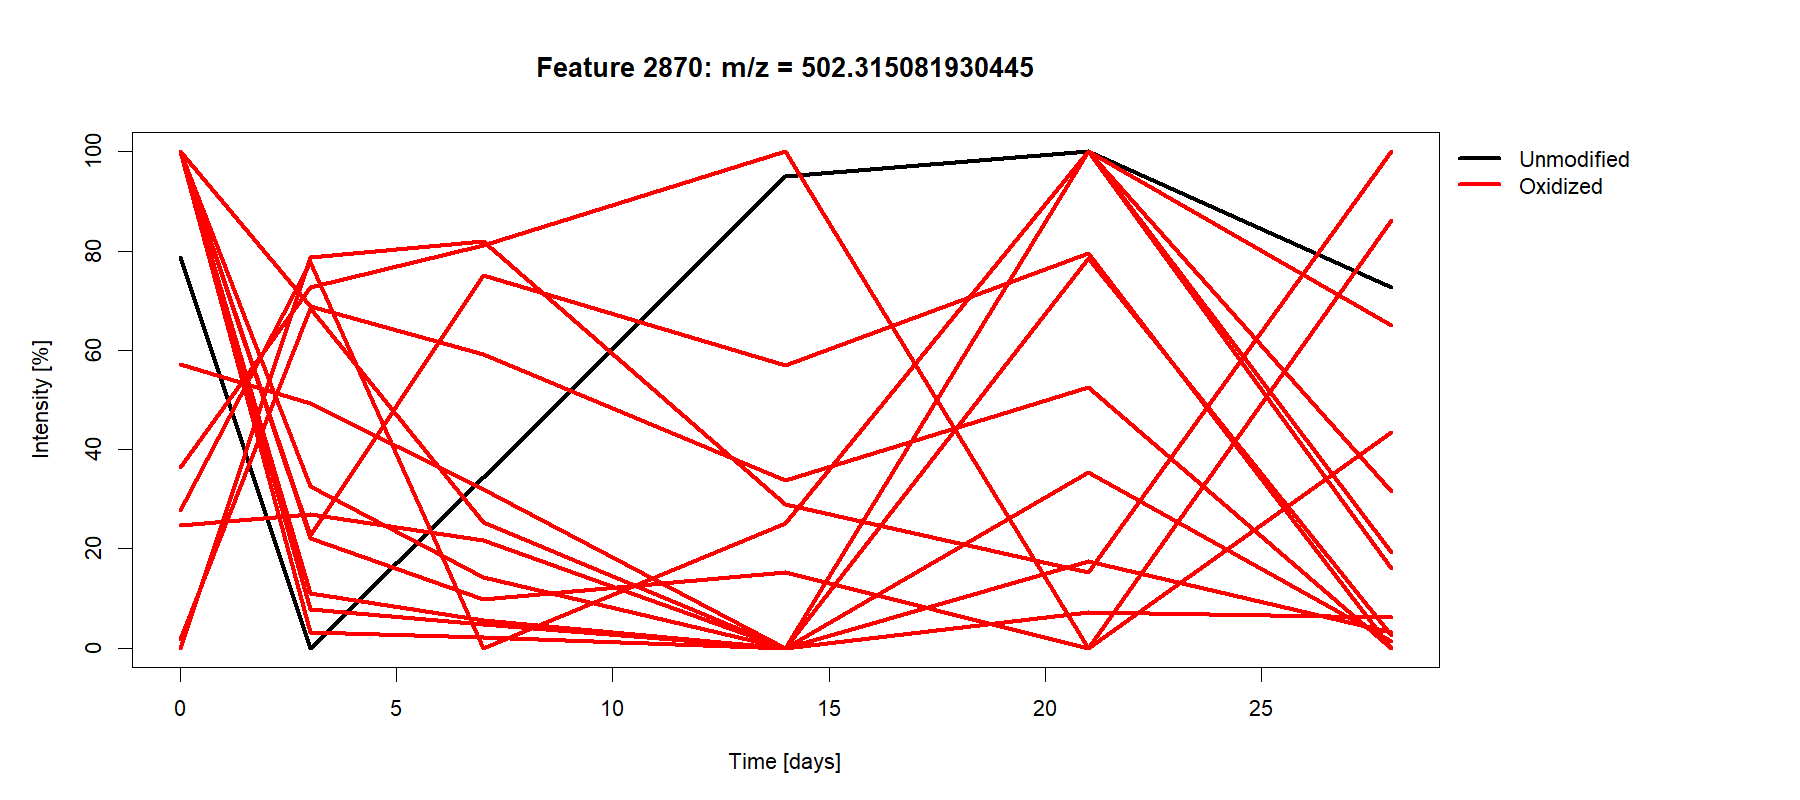 Feature 2870: m/z = 502.315081930445
Unmodified
Oxidized
Intensity [%]
100
80
60
40
20
0
0 5 10 15 20 25
Time [days]